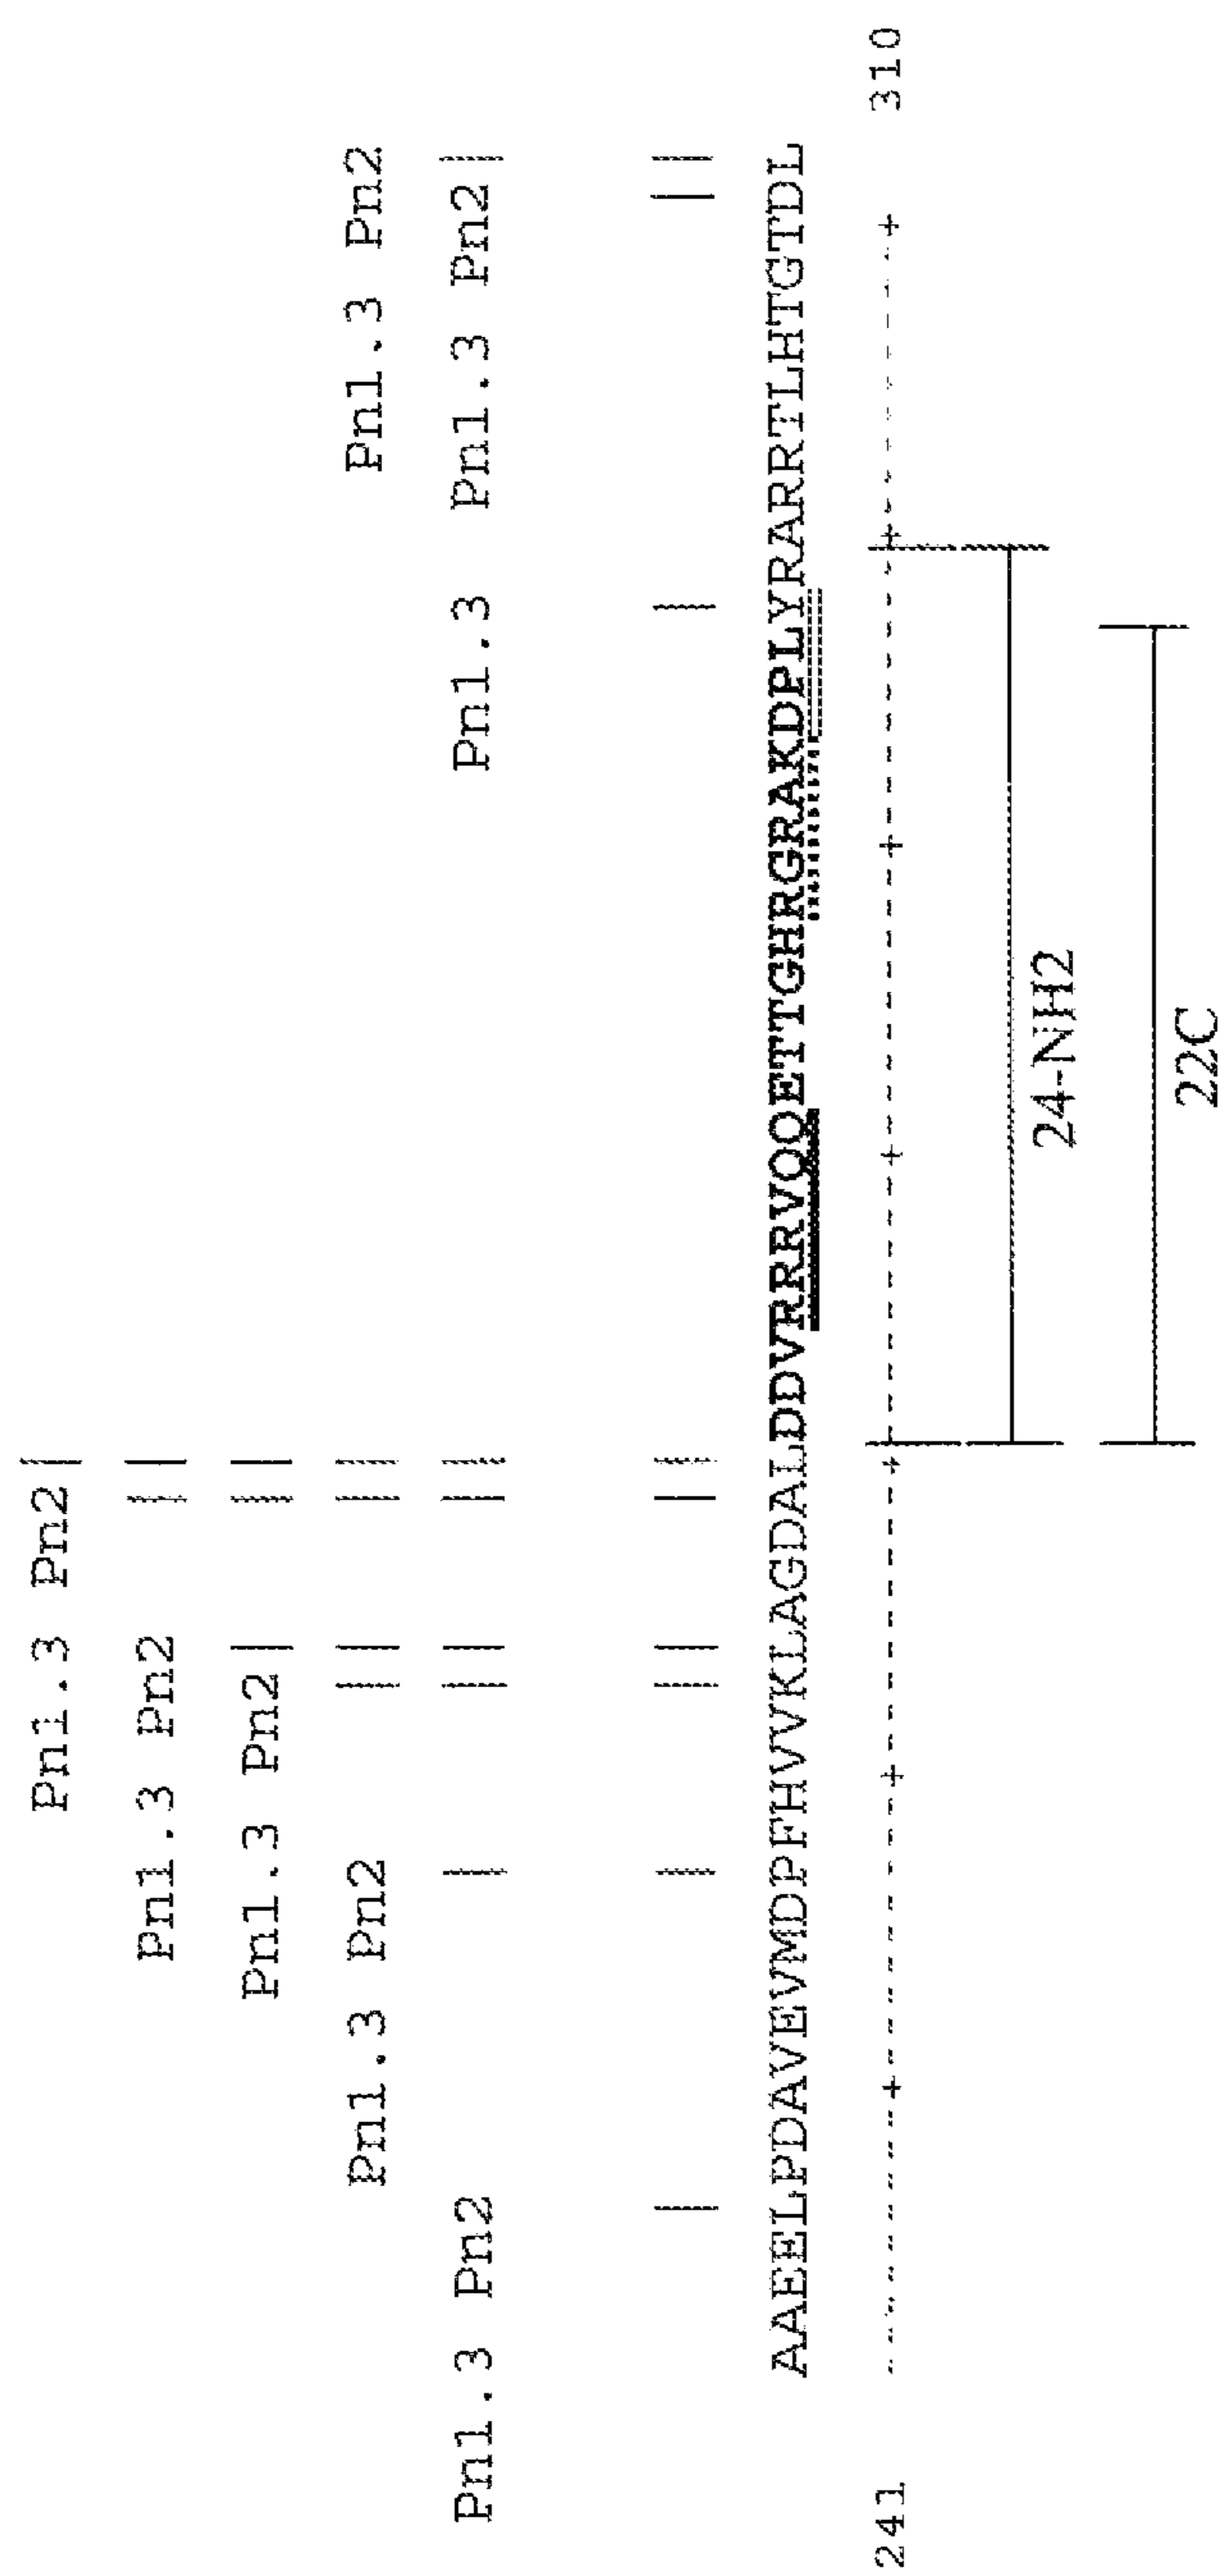 Pn1.3 Pn2
Pn1.3 Pn2
Pn1.3 Pn2
Pn1.3 Pn2 Pn1.3 Pn2
Pn1.3 Pn2 Pn1.3 Pn1.3 Pn2
AAEELPDAVEVMDPFHVVKLAGDALDDVRRRVQQETTGHRGRAKDPLYRARRTLHTGTDL
241 310
24-NH2
22C